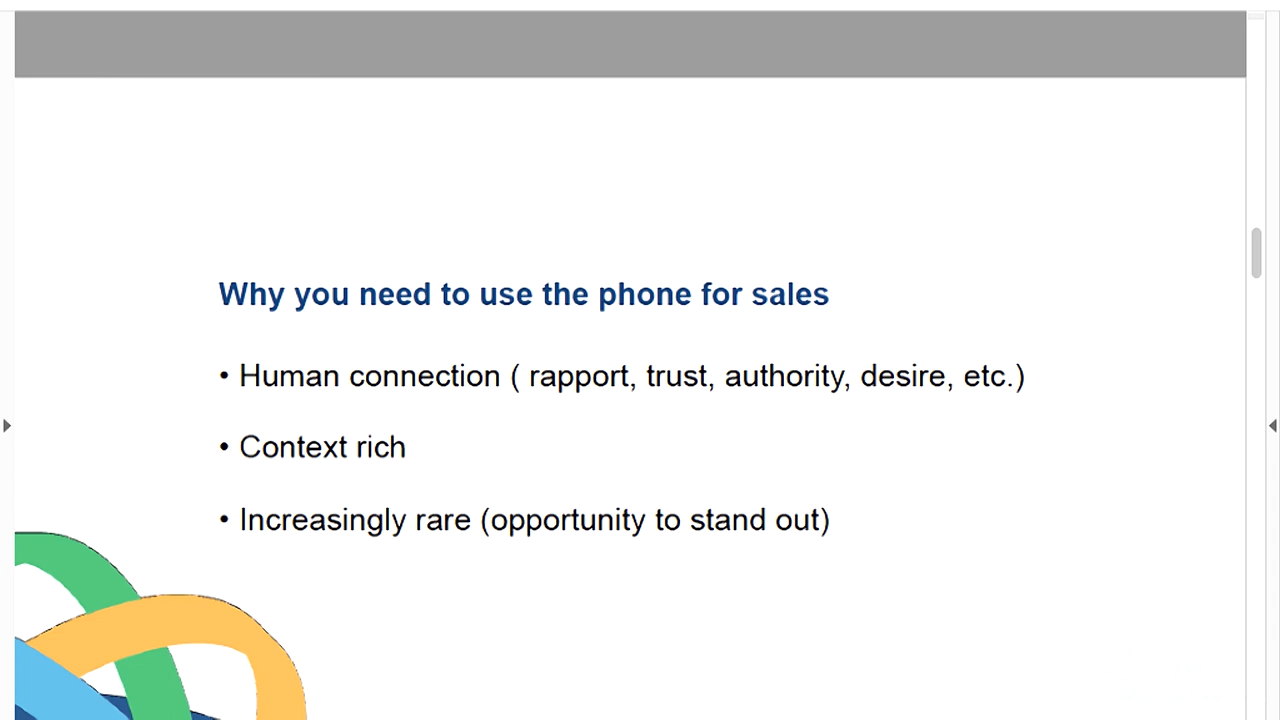 Why you need to use the phone for sales
• Human connection ( rapport, trust, authority, desire, etc.)
• Context rich
• Increasingly rare (opportunity to stand out)